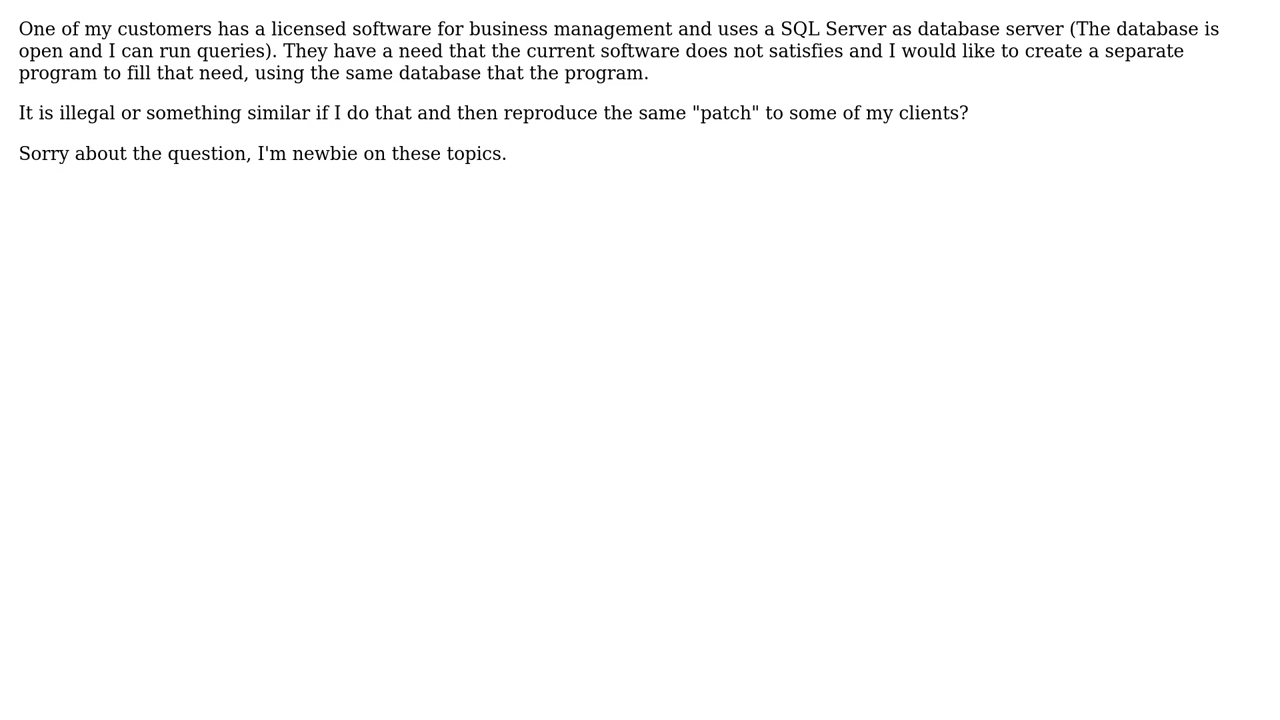 One of my customers has a licensed software for business management and uses a SQL Server as database server (The database is
open and I can run queries). They have a need that the current software does not satisfies and I would like to create a separate
program to fill that need, using the same database that the program.
It is illegal or something similar if I do that and then reproduce the same "patch" to some of my clients?
Sorry about the question, I'm newbie on these topics.